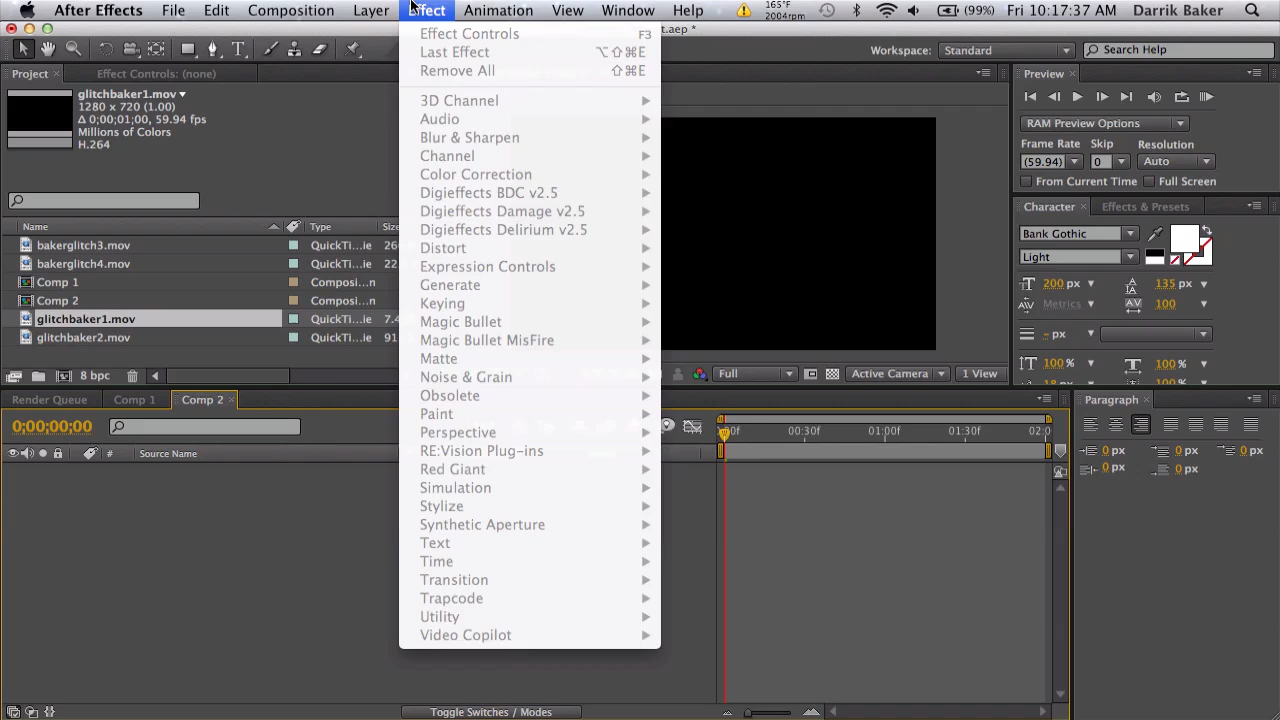 After Effects File Edit Composition Layer Effect Animation View Window Help 165°F 2004rpm (99%) Fri 10:17:37 AM Darrik Baker
t.aep *
Workspace: Standard Search Help
Project Effect Controls: (none)
glitchbaker1.mov
1280 x 720 (1.00)
Δ 0;00;01;00, 59.94 fps
Millions of Colors
H.264
Name Type Size
bakerglitch3.mov QuickTi...ie
bakerglitch4.mov QuickTi...ie 22.
Comp 1 Composi...n
Comp 2 Composi...n
glitchbaker1.mov QuickTi...ie 7.4
glitchbaker2.mov QuickTi...ie 91.
8 bpc
Effect Controls F3
Last Effect ⌥⇧⌘E
Remove All ⇧⌘E
3D Channel
Audio
Blur & Sharpen
Channel
Color Correction
Digieffects BDC v2.5
Digieffects Damage v2.5
Digieffects Delirium v2.5
Distort
Expression Controls
Generate
Keying
Magic Bullet
Magic Bullet MisFire
Matte
Noise & Grain
Obsolete
Paint
Perspective
RE:Vision Plug-ins
Red Giant
Simulation
Stylize
Synthetic Aperture
Text
Time
Transition
Trapcode
Utility
Video Copilot
Full Active Camera 1 View
Preview
RAM Preview Options
Frame Rate Skip Resolution
(59.94) 0 Auto
From Current Time Full Screen
Character Effects & Presets
Bank Gothic
Light
200 px 135 px
Metrics 100
- px
100 % 100 %
Paragraph
0 px 0 px 0 px
0 px 0 px
Render Queue Comp 1 Comp 2
0;00;00;00
00:30f 01:00f 01:30f 02:0
# Source Name
Toggle Switches / Modes